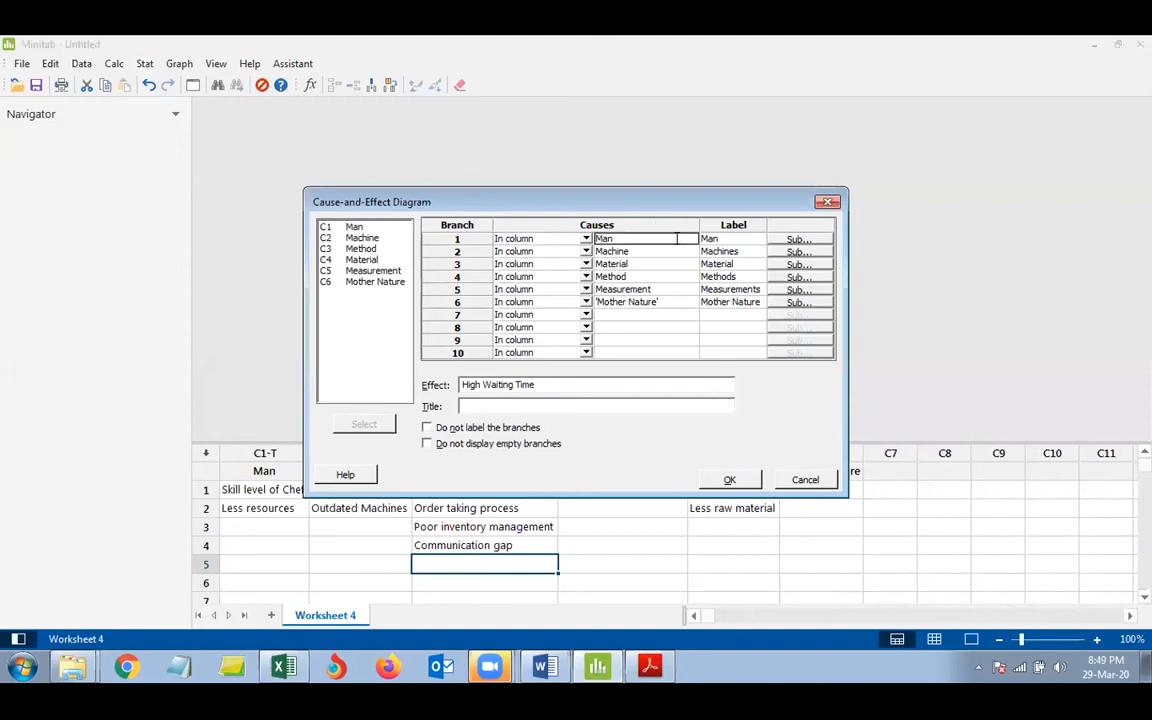 Minitab - Untitled
File Edit Data Calc Stat Graph View Help Assistant
Navigator
Cause-and-Effect Diagram
C1 Man
C2 Machine
C3 Method
C4 Material
C5 Measurement
C6 Mother Nature
Branch Causes Label
1 In column Man Man Sub...
2 In column Machine Machines Sub...
3 In column Material Material Sub...
4 In column Method Methods Sub...
5 In column Measurement Measurements Sub...
6 In column 'Mother Nature' Mother Nature Sub...
7 In column Sub...
8 In column Sub...
9 In column Sub...
10 In column Sub...
Effect: High Waiting Time
Title:
Select
Do not label the branches
Do not display empty branches
Help OK Cancel
C1-T C7 C8 C9 C10 C11
Man re
1 Skill level of Chef
2 Less resources Outdated Machines Order taking process Less raw material
3 Poor inventory management
4 Communication gap
5
6
7
Worksheet 4
Worksheet 4 100%
8:49 PM
29-Mar-20